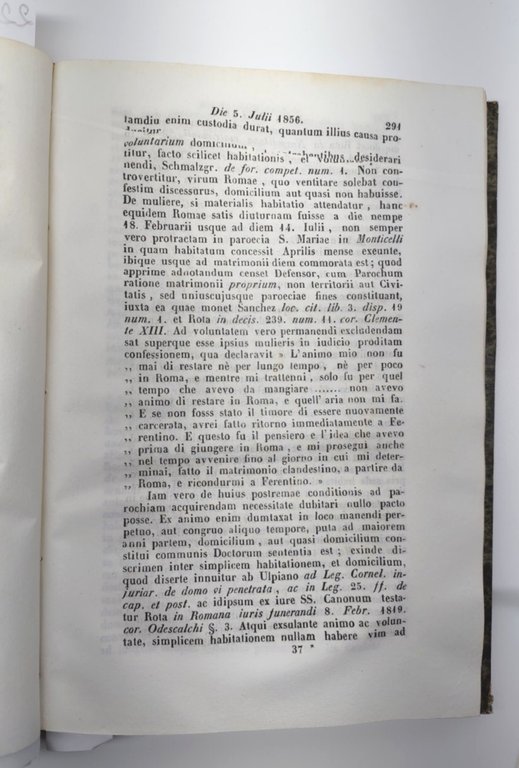 Die 5. Julii 1856. 291
tamdiu enim custodia durat, quantum illius causa pro-
voluntarium
titur, facto scilicet habitationis, et desiderari
nendi, Schmalzgr. de for. compet. num. 1. Non con-
trovertitur, virum Romae, quo ventitare solebat con-
festim discessurus, domicilium aut quasi non habuisse.
De muliere, si materialis habitatio attendatur, hanc
equidem Romae satis diuturnam fuisse a die nempe
18. Februarii usque ad diem 14. Iulii, non semper
vero protractam in paroecia S. Mariae in Monticelli
in quam habitatum concessit Aprilis mense exeunte,
ibique usque ad matrimonii diem commorata est; quod
apprime adnotandum censet Defensor, cum Parochum
ratione matrimonii proprium, non territorii aut Civi-
tatis, sed uniuscujusque paroeciae fines constituant,
iuxta ea quae monet Sanchez loc. cit. lib. 3. disp. 19
num. 1. et Rota in decis. 239. num. 11. cor. Clemen-
te XIII. Ad voluntatem vero permanendi excludendam
sat superque esse ipsius mulieris in iudicio proditam
confessionem, qua declaravit » L'animo mio non fu
,, mai di restare nè per lungo tempo, nè per poco
,, in Roma, e mentre mi trattenni, solo fu per quel
,, tempo che avevo da mangiare ...... non avevo
,, animo di restare in Roma, e quell' aria non mi fa.
,, E se non foss stato il timore di essere nuovamente
,, carcerata, avrei fatto ritorno immediatamente a Fe-
,, rentino. E questo fu il pensiero e l'idea che avevo
,, prima di giungere in Roma, e mi prosegui anche
,, nel tempo avvenire fino al giorno in cui mi deter-
,, minai, fatto il matrimonio clandestino, a partire da
,, Roma, e ricondurmi a Ferentino. »
Iam vero de huius postremae conditionis ad pa-
rochiam acquirendam necessitate dubitari nullo pacto
posse. Ex animo enim dumtaxat in loco manendi per-
petuo, aut congruo aliquo tempore, puta ad maiorem
anni partem, domicilium, aut quasi domicilium con-
stitui communis Doctorum sententia est; exinde di-
scrimen inter simplicem habitationem, et domicilium,
quod diserte innuitur ab Ulpiano ad Leg. Cornel. in-
juriar. de domo vi penetrata, ac in Leg. 25. ff. de
cap. et post. ac idipsum ex iure SS. Canonum testa-
tur Rota in Romana iuris funerandi 8. Febr. 1819.
cor. Odescalchi §. 3. Atqui exsulante animo ac volun-
tate, simplicem habitationem nullam habere vim ad
37 *